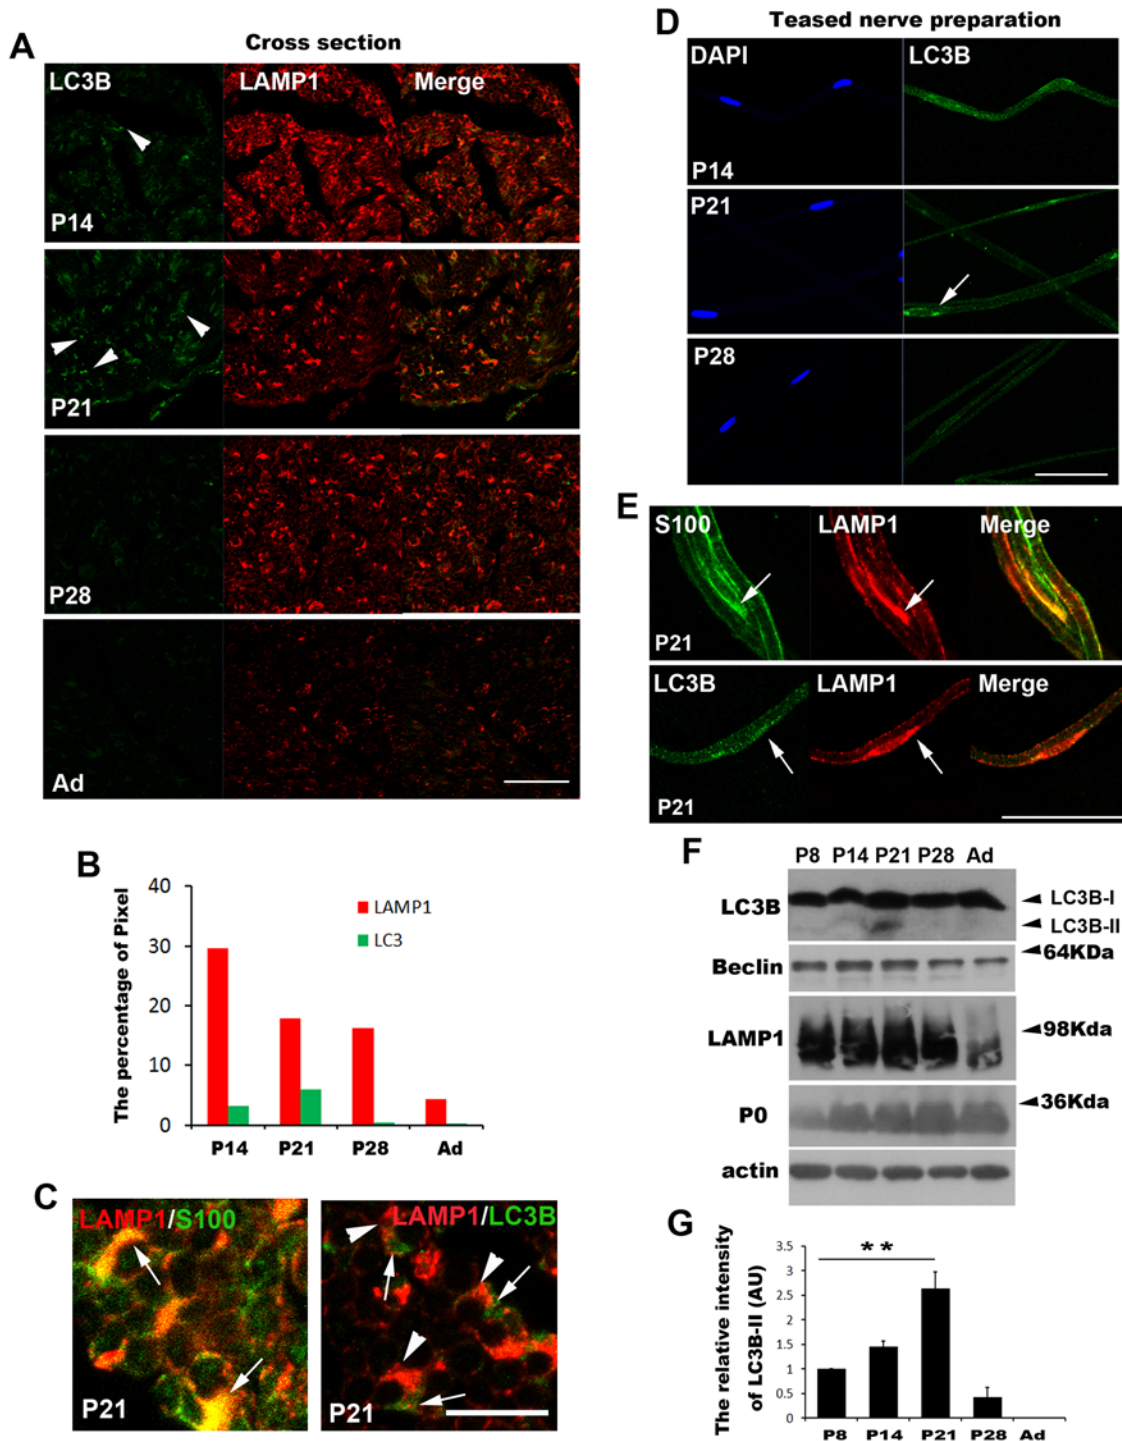 A
Cross section
LC3B LAMP1 Merge
P14
P21
P28
Ad
B
The percentage of Pixel
40
30
20
10
0
LAMP1
LC3
P14 P21 P28 Ad
C
LAMP1/S100
P21
LAMP1/LC3B
P21
D
Teased nerve preparation
DAPI LC3B
P14
P21
P28
E
S100 LAMP1 Merge
P21
LC3B LAMP1 Merge
P21
F
P8 P14 P21 P28 Ad
LC3B
LC3B-I
LC3B-II
Beclin
64KDa
LAMP1
98Kda
P0
36Kda
actin
G
The relative intensity
of LC3B-II (AU)
3.5
3
2.5
2
1.5
1
0.5
0
**
P8 P14 P21 P28 Ad